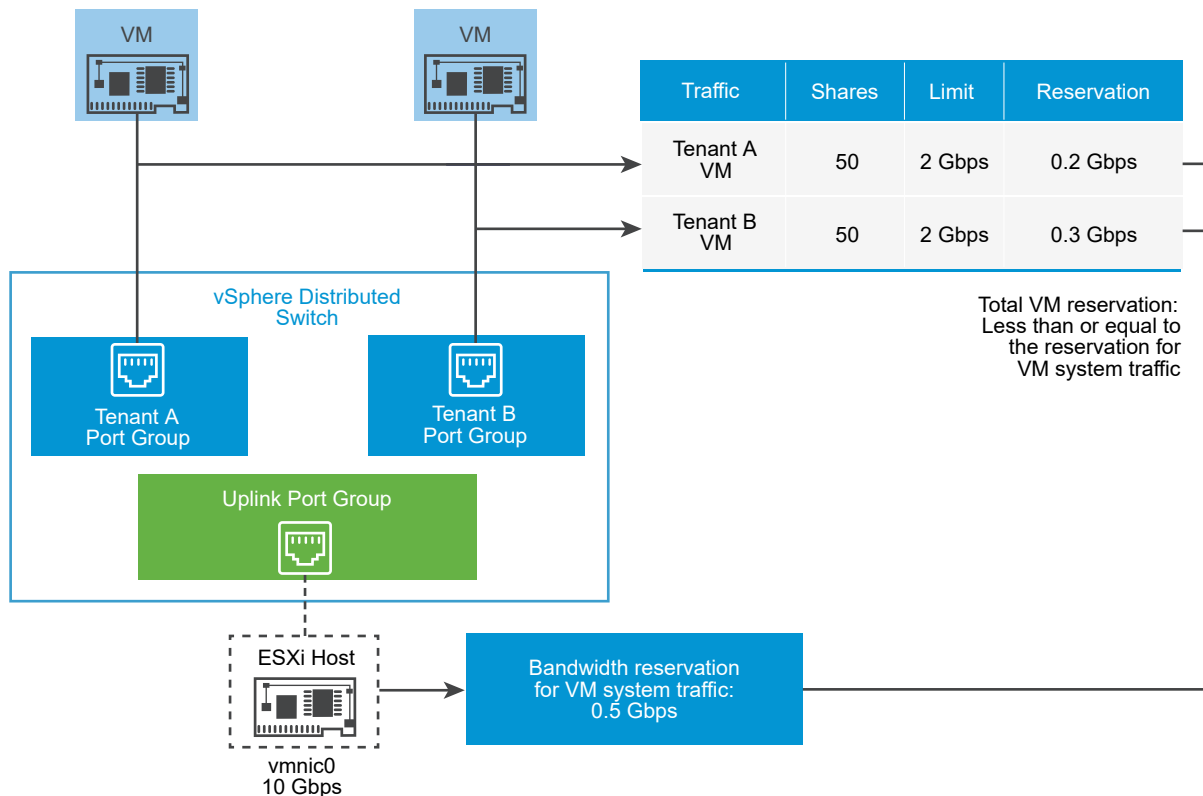 VM
VM
Traffic Shares Limit Reservation
Tenant A
VM
50 2 Gbps 0.2 Gbps
Tenant B
VM
50 2 Gbps 0.3 Gbps
Total VM reservation:
Less than or equal to
the reservation for
VM system traffic
vSphere Distributed
Switch
Tenant A
Port Group
Tenant B
Port Group
Uplink Port Group
ESXi Host
vmnic0
10 Gbps
Bandwidth reservation
for VM system traffic:
0.5 Gbps